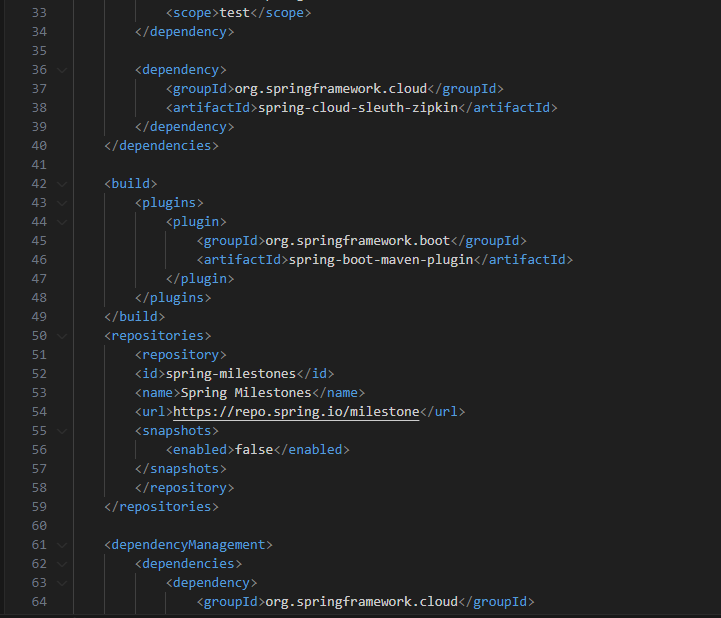 33 <scope>test</scope>
34 </dependency>
35
36 <dependency>
37 <groupId>org.springframework.cloud</groupId>
38 <artifactId>spring-cloud-sleuth-zipkin</artifactId>
39 </dependency>
40 </dependencies>
41
42 <build>
43 <plugins>
44 <plugin>
45 <groupId>org.springframework.boot</groupId>
46 <artifactId>spring-boot-maven-plugin</artifactId>
47 </plugin>
48 </plugins>
49 </build>
50 <repositories>
51 <repository>
52 <id>spring-milestones</id>
53 <name>Spring Milestones</name>
54 <url>https://repo.spring.io/milestone</url>
55 <snapshots>
56 <enabled>false</enabled>
57 </snapshots>
58 </repository>
59 </repositories>
60
61 <dependencyManagement>
62 <dependencies>
63 <dependency>
64 <groupId>org.springframework.cloud</groupId>